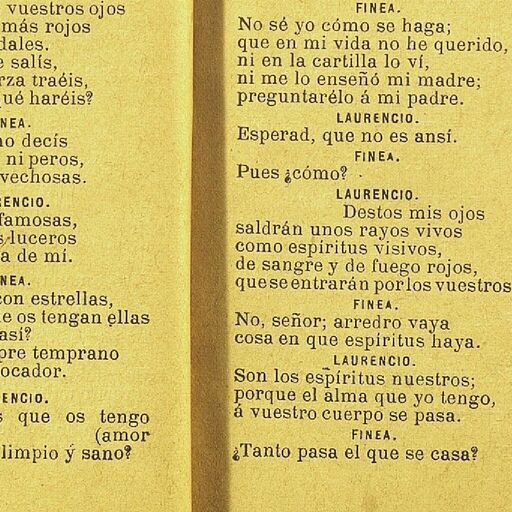 vuestros ojos
más rojos
dales.
salís,
rza traéis,
ué haréis?
NEA.
no decís
ni peros,
vechosas.
RENCIO.
famosas,
s luceros
a de mí.
NEA.
con estrellas,
e os tengan ellas
así?
pre temprano
ocador.
ENCIO.
s que os tengo
(amor
limpio y sano?
FINEA.
No sé yo cómo se haga;
que en mi vida no he querido,
ni en la cartilla lo ví,
ni me lo enseñó mi madre;
preguntarélo á mi padre.
LAURENCIO.
Esperad, que no es ansí.
FINEA.
Pues ¿cómo?
LAURENCIO.
Destos mis ojos
saldrán unos rayos vivos
como espíritus visivos,
de sangre y de fuego rojos,
que se entrarán por los vuestros
FINEA.
No, señor; arredro vaya
cosa en que espíritus haya.
LAURENCIO.
Son los espíritus nuestros;
porque el alma que yo tengo,
á vuestro cuerpo se pasa.
FINEA.
¿Tanto pasa el que se casa?